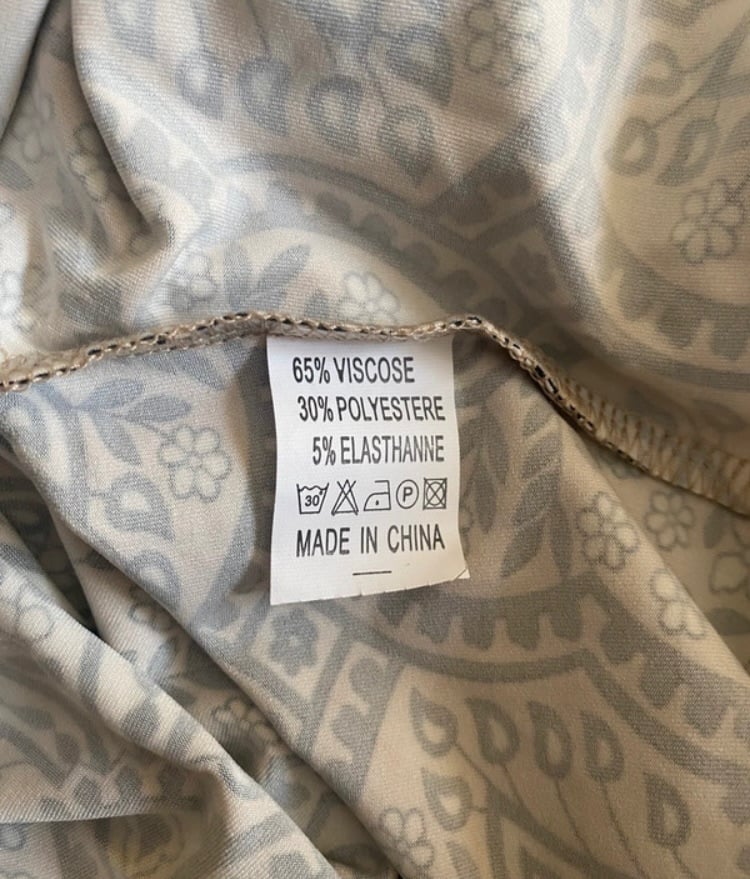 65% VISCOSE
30% POLYESTERE
5% ELASTHANNE
30 P
MADE IN CHINA